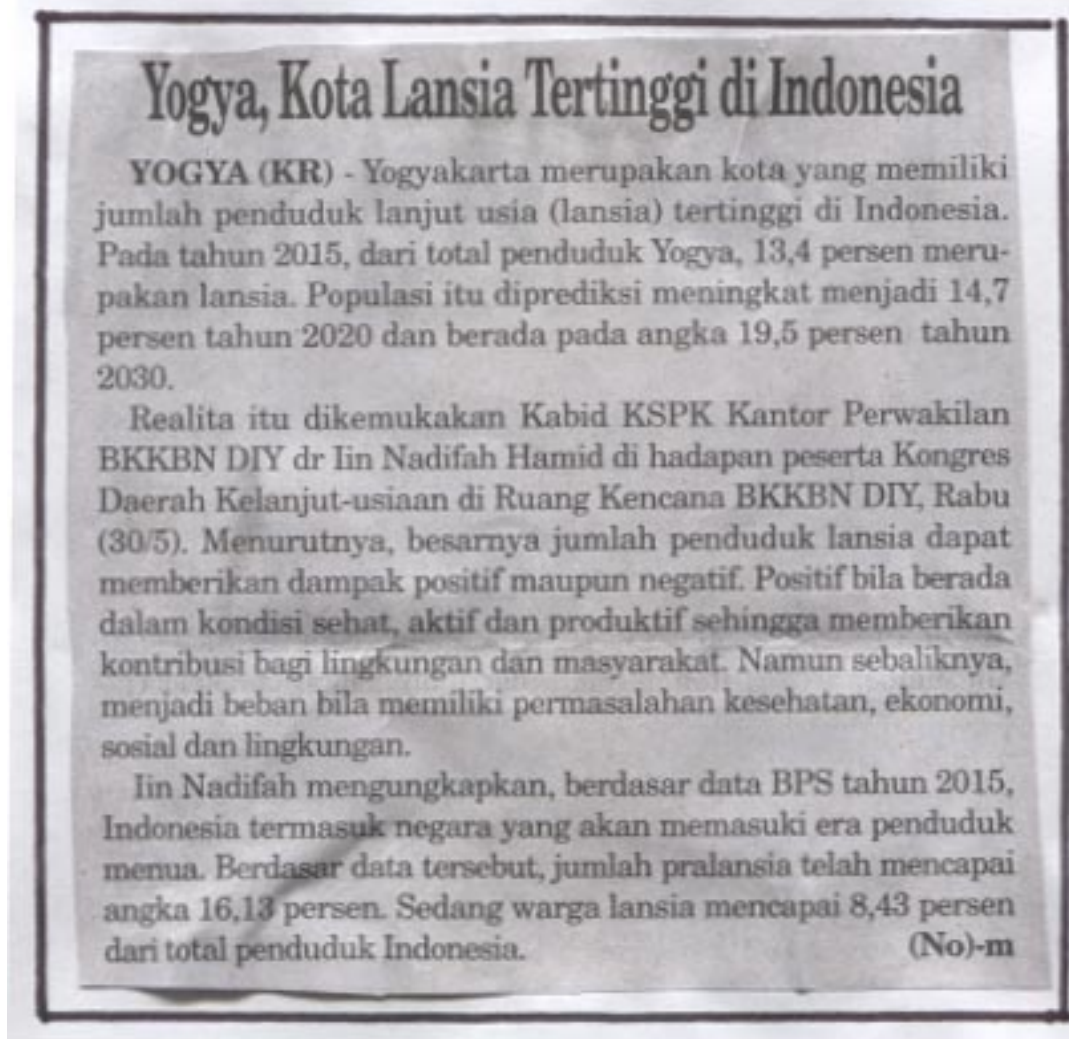 Yogya, Kota Lansia Tertinggi di Indonesia
YOGYA (KR) - Yogyakarta merupakan kota yang memiliki
jumlah penduduk lanjut usia (lansia) tertinggi di Indonesia.
Pada tahun 2015, dari total penduduk Yogya, 13,4 persen meru-
pakan lansia. Populasi itu diprediksi meningkat menjadi 14,7
persen tahun 2020 dan berada pada angka 19,5 persen tahun
2030.
Realita itu dikemukakan Kabid KSPK Kantor Perwakilan
BKKBN DIY dr Iin Nadifah Hamid di hadapan peserta Kongres
Daerah Kelanjut-usiaan di Ruang Kencana BKKBN DIY, Rabu
(30/5). Menurutnya, besarnya jumlah penduduk lansia dapat
memberikan dampak positif maupun negatif. Positif bila berada
dalam kondisi sehat, aktif dan produktif sehingga memberikan
kontribusi bagi lingkungan dan masyarakat. Namun sebaliknya,
menjadi beban bila memiliki permasalahan kesehatan, ekonomi,
sosial dan lingkungan.
Iin Nadifah mengungkapkan, berdasar data BPS tahun 2015,
Indonesia termasuk negara yang akan memasuki era penduduk
menua. Berdasar data tersebut, jumlah pralansia telah mencapai
angka 16,13 persen. Sedang warga lansia mencapai 8,43 persen
dari total penduduk Indonesia. (No)-m